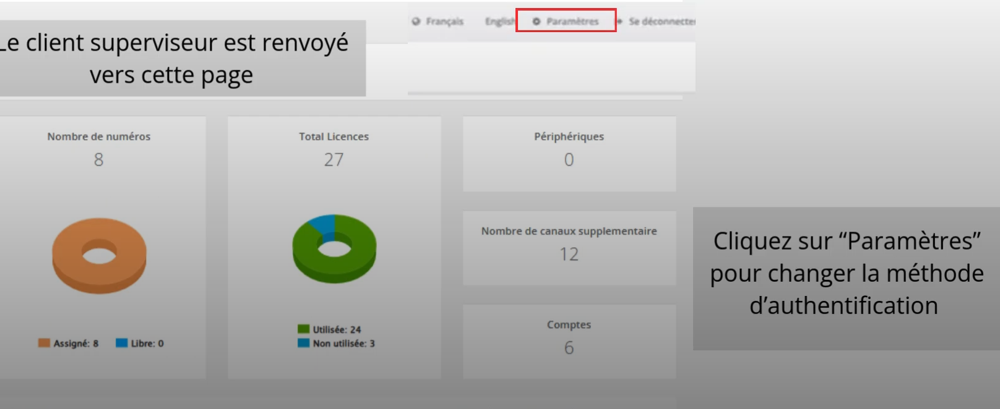 Français English Paramètres Se déconnecter
Le client superviseur est renvoyé
vers cette page
Nombre de numéros
8
Total Licences
27
Périphériques
0
Nombre de canaux supplementaire
12
Comptes
6
Assigné: 8 Libre: 0
Utilisée: 24
Non utilisée: 3
Cliquez sur “Paramètres”
pour changer la méthode
d’authentification